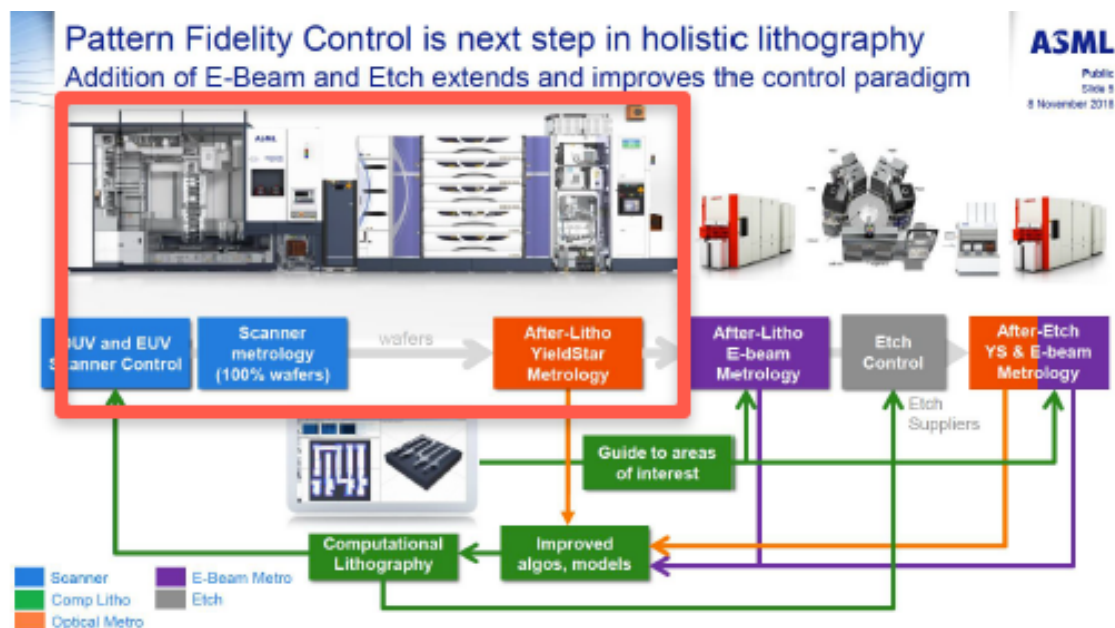 Pattern Fidelity Control is next step in holistic lithography
Addition of E-Beam and Etch extends and improves the control paradigm
ASML
Public
Slide 9
8 November 2018
ASML
DUV and EUV
Scanner Control
Scanner
metrology
(100% wafers)
wafers
After-Litho
YieldStar
Metrology
After-Litho
E-beam
Metrology
Etch
Control
After-Etch
YS & E-beam
Metrology
Etch
Suppliers
Guide to areas
of interest
Computational
Lithography
Improved
algos, models
Scanner
Comp Litho
Optical Metro
E-Beam Metro
Etch